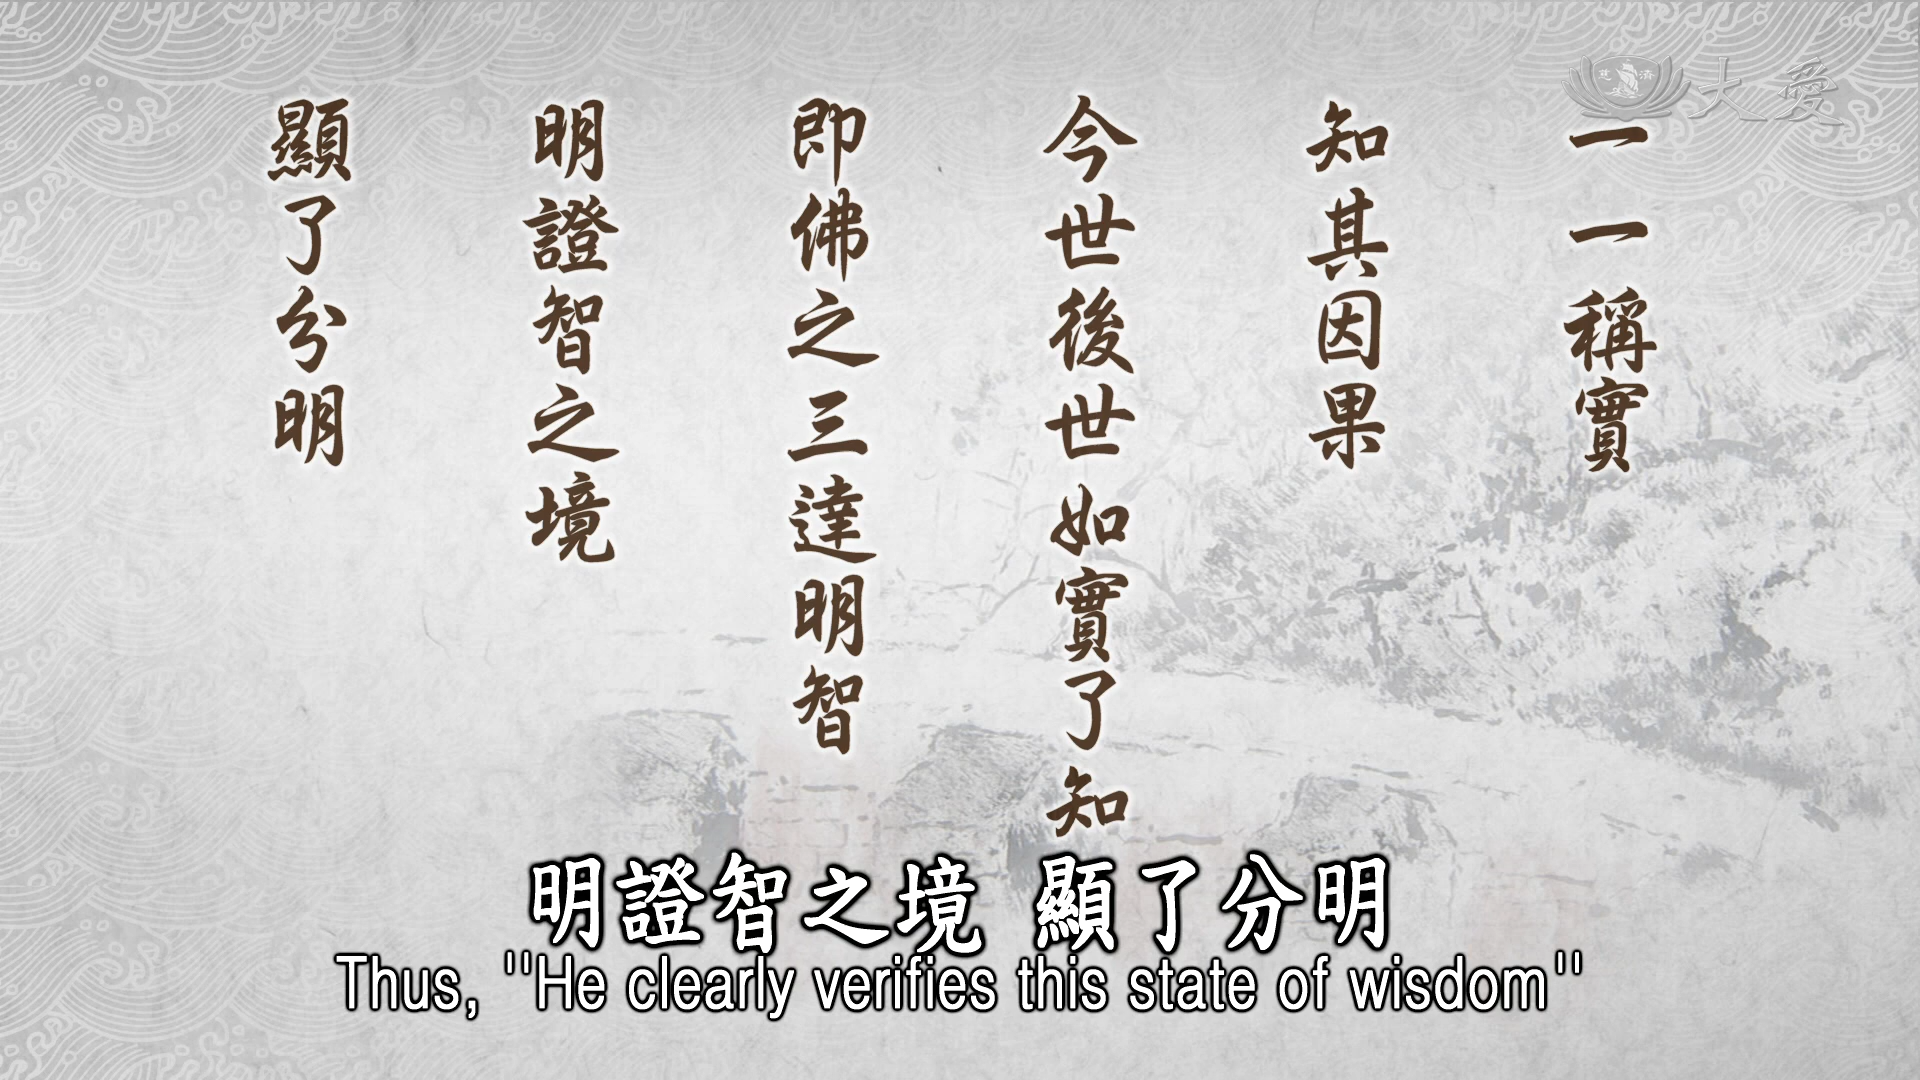 慈濟
大愛
一一稱實
知其因果
今世後世如實了知
即佛之三達明智
明證智之境
顯了分明
明證智之境 顯了分明
Thus, "He clearly verifies this state of wisdom"